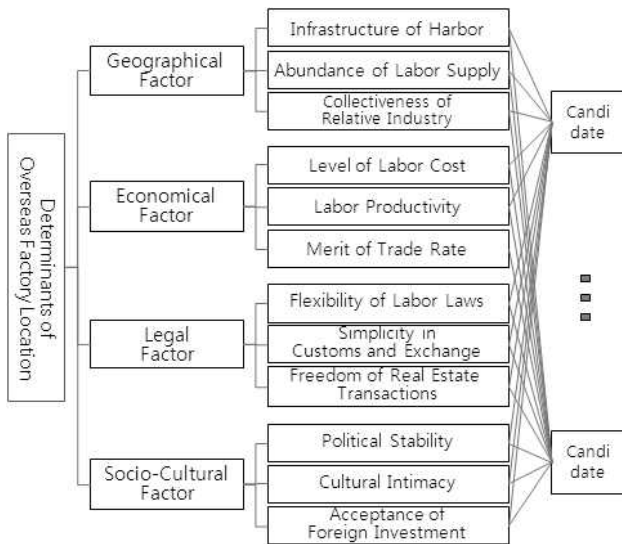 Determinants of
Overseas Factory Location
Geographical
Factor
Infrastructure of Harbor
Abundance of Labor Supply
Collectiveness of
Relative Industry
Economical
Factor
Level of Labor Cost
Labor Productivity
Merit of Trade Rate
Legal
Factor
Flexibility of Labor Laws
Simplicity in
Customs and Exchange
Freedom of Real Estate
Transactions
Socio-Cultural
Factor
Political Stability
Cultural Intimacy
Acceptance of
Foreign Investment
Candi
date
Candi
date